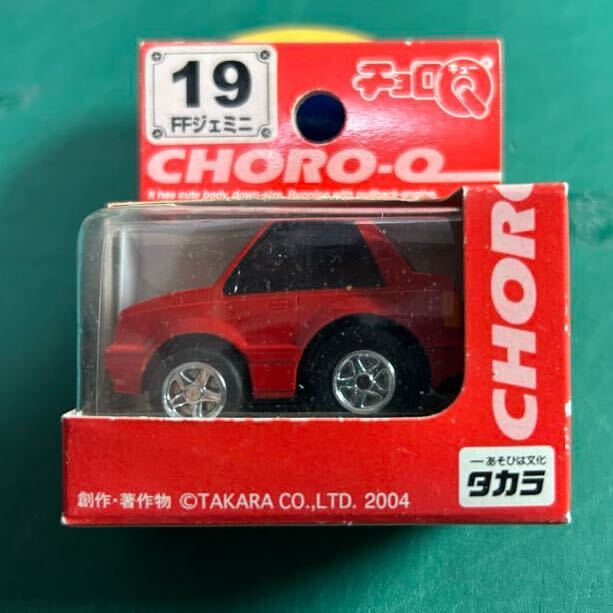 19
FFジェミニ
チョロQ
キュー
CHORO-Q
It has cute body, down-size. Running with pullback-engine.
CHORO
あそびは文化
タカラ
創作・著作物 ©TAKARA CO.,LTD. 2004